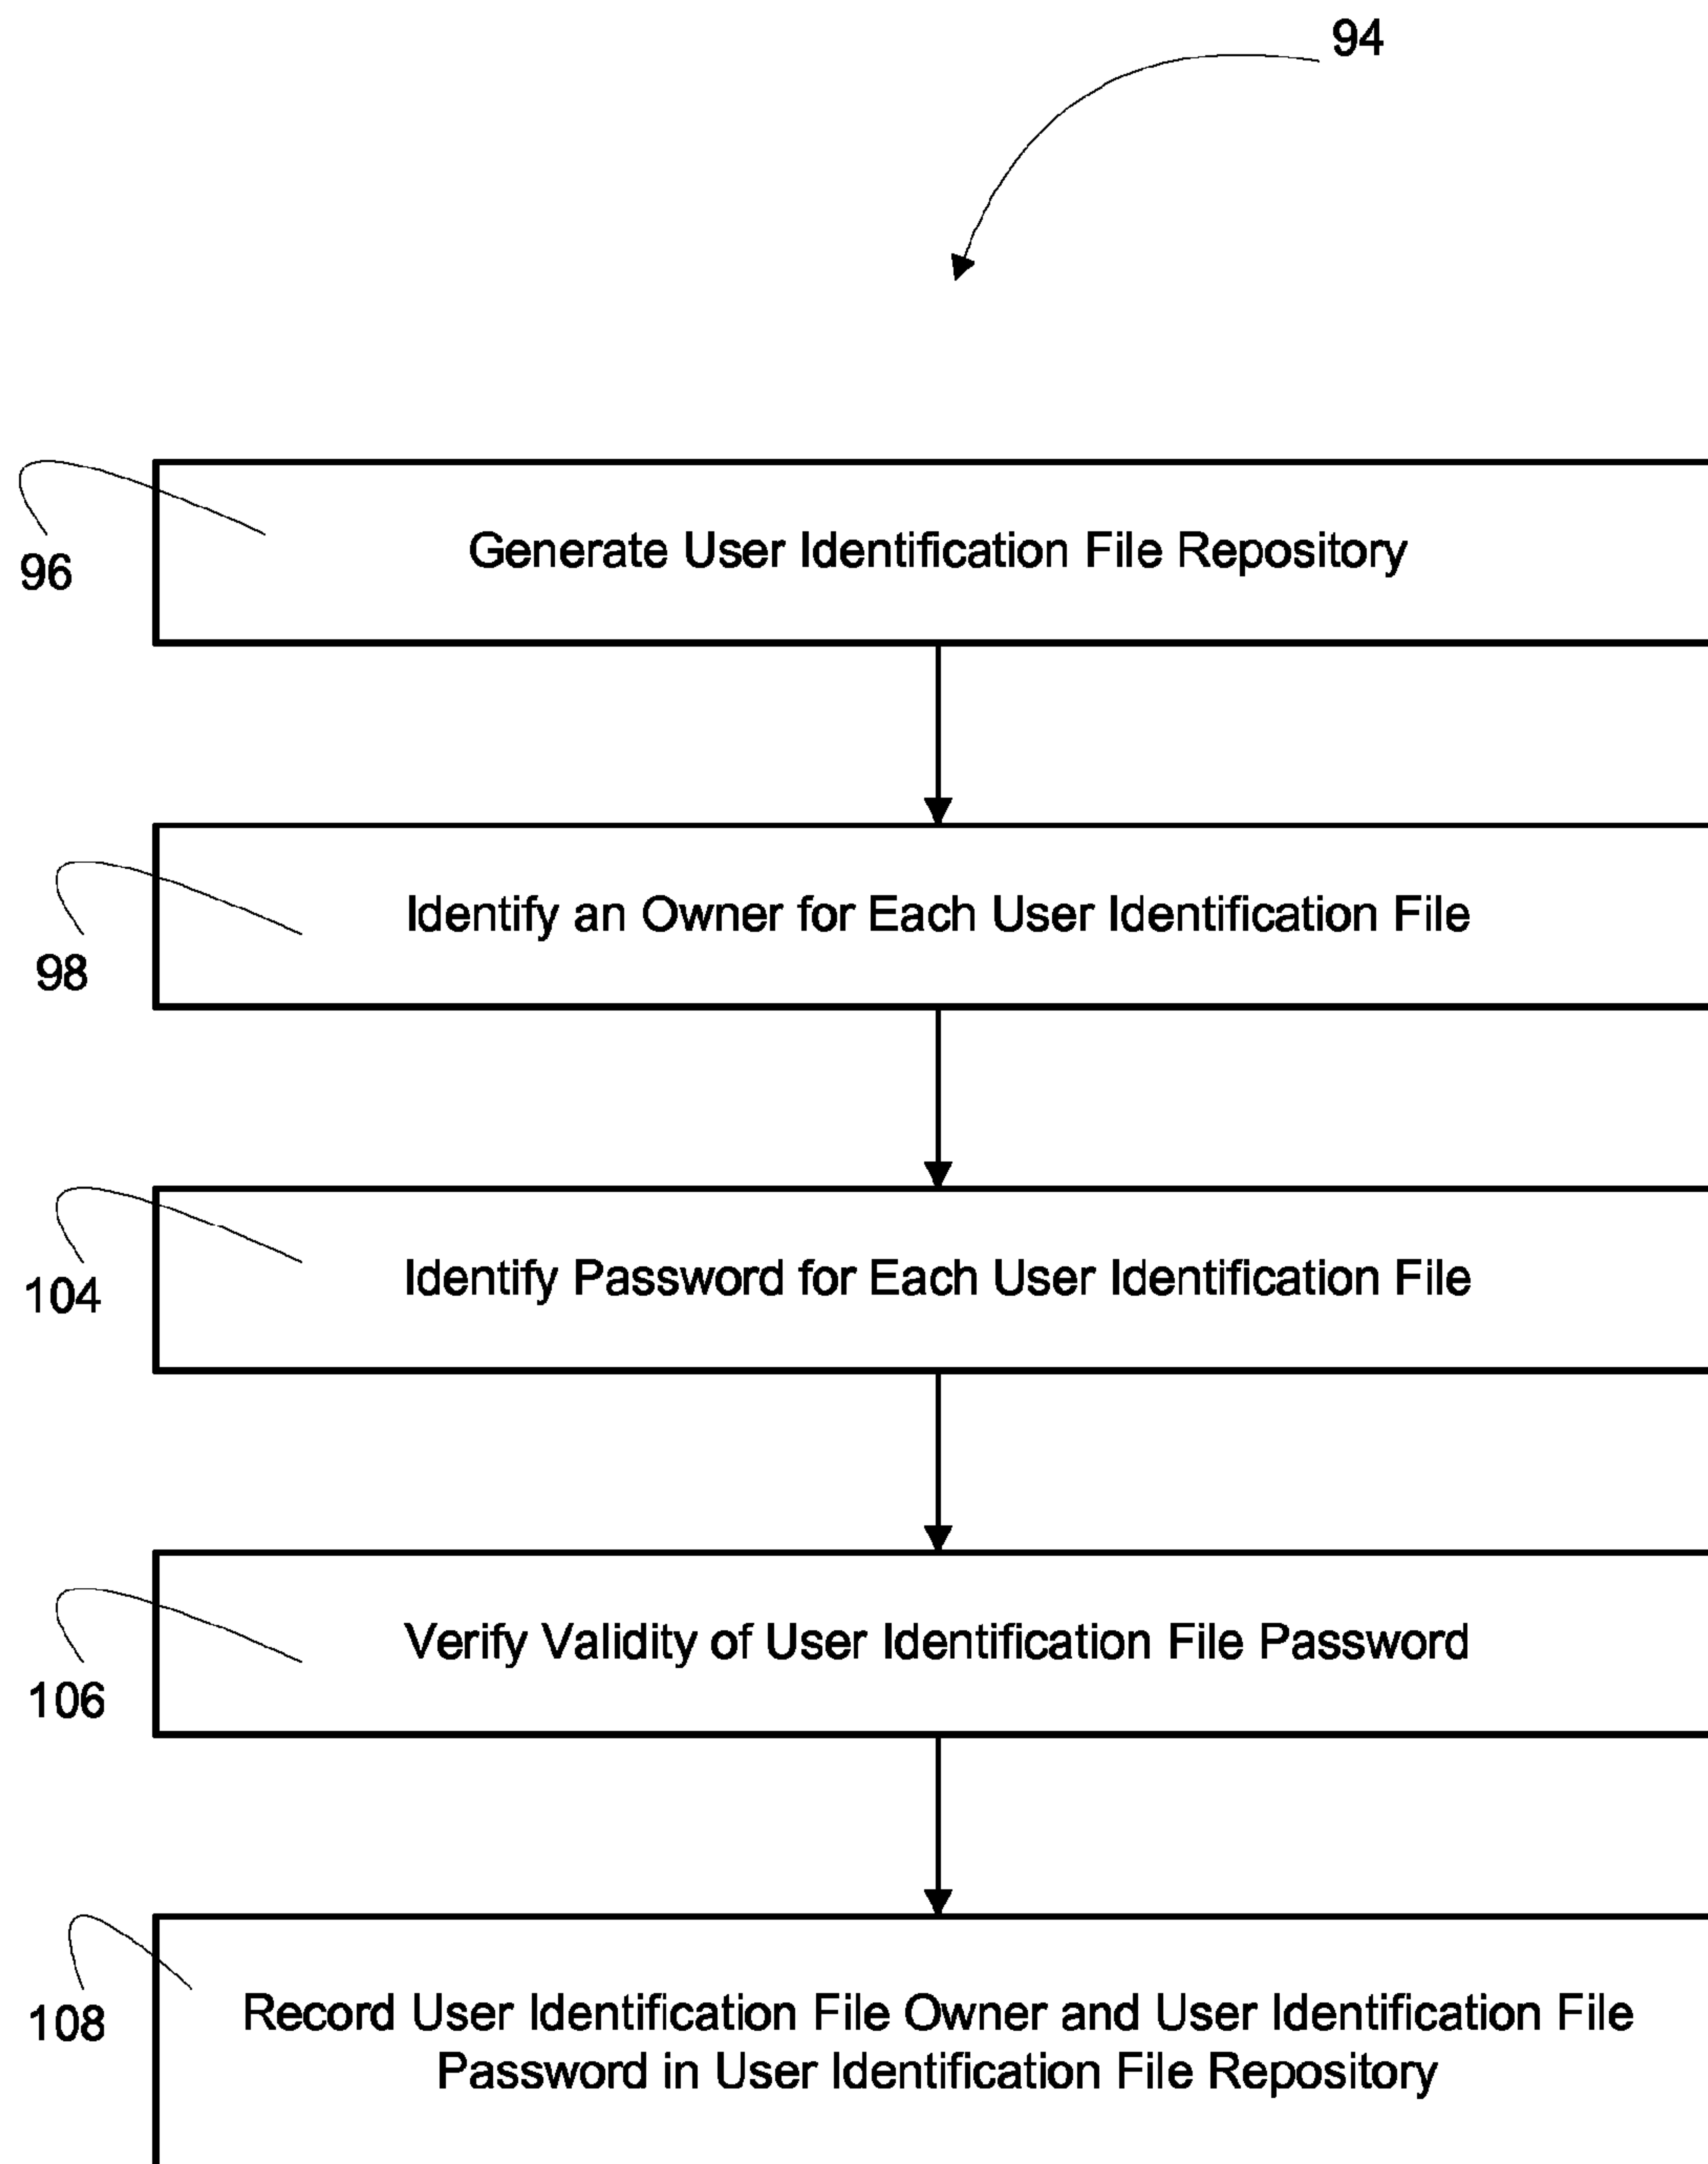 94
Generate User Identification File Repository
96
Identify an Owner for Each User Identification File
98
Identify Password for Each User Identification File
104
Verify Validity of User Identification File Password
106
Record User Identification File Owner and User Identification File
Password in User Identification File Repository
108